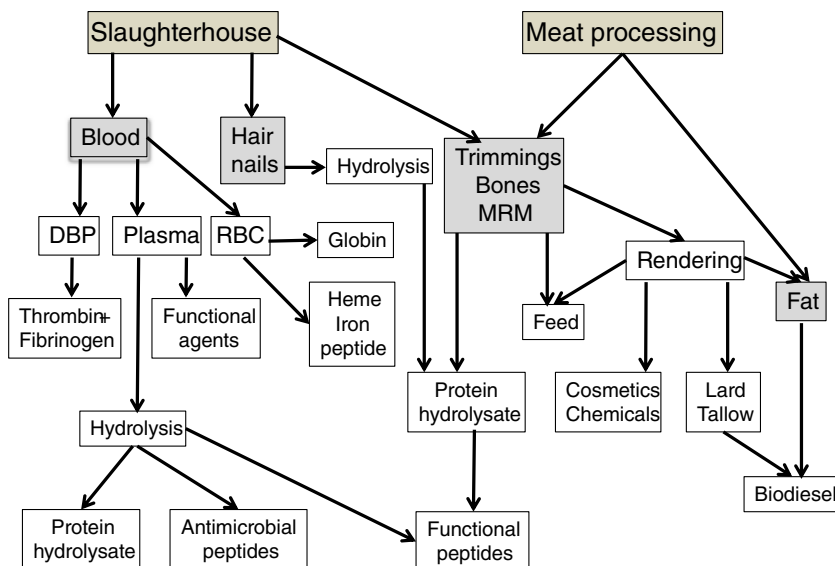 Slaughterhouse
Meat processing
Blood
Hair
nails
Hydrolysis
Trimmings
Bones
MRM
DBP
Plasma
RBC
Globin
Rendering
Fat
Thrombin+
Fibrinogen
Functional
agents
Heme
Iron
peptide
Feed
Protein
hydrolysate
Cosmetics
Chemicals
Lard
Tallow
Hydrolysis
Biodiesel
Protein
hydrolysate
Antimicrobial
peptides
Functional
peptides